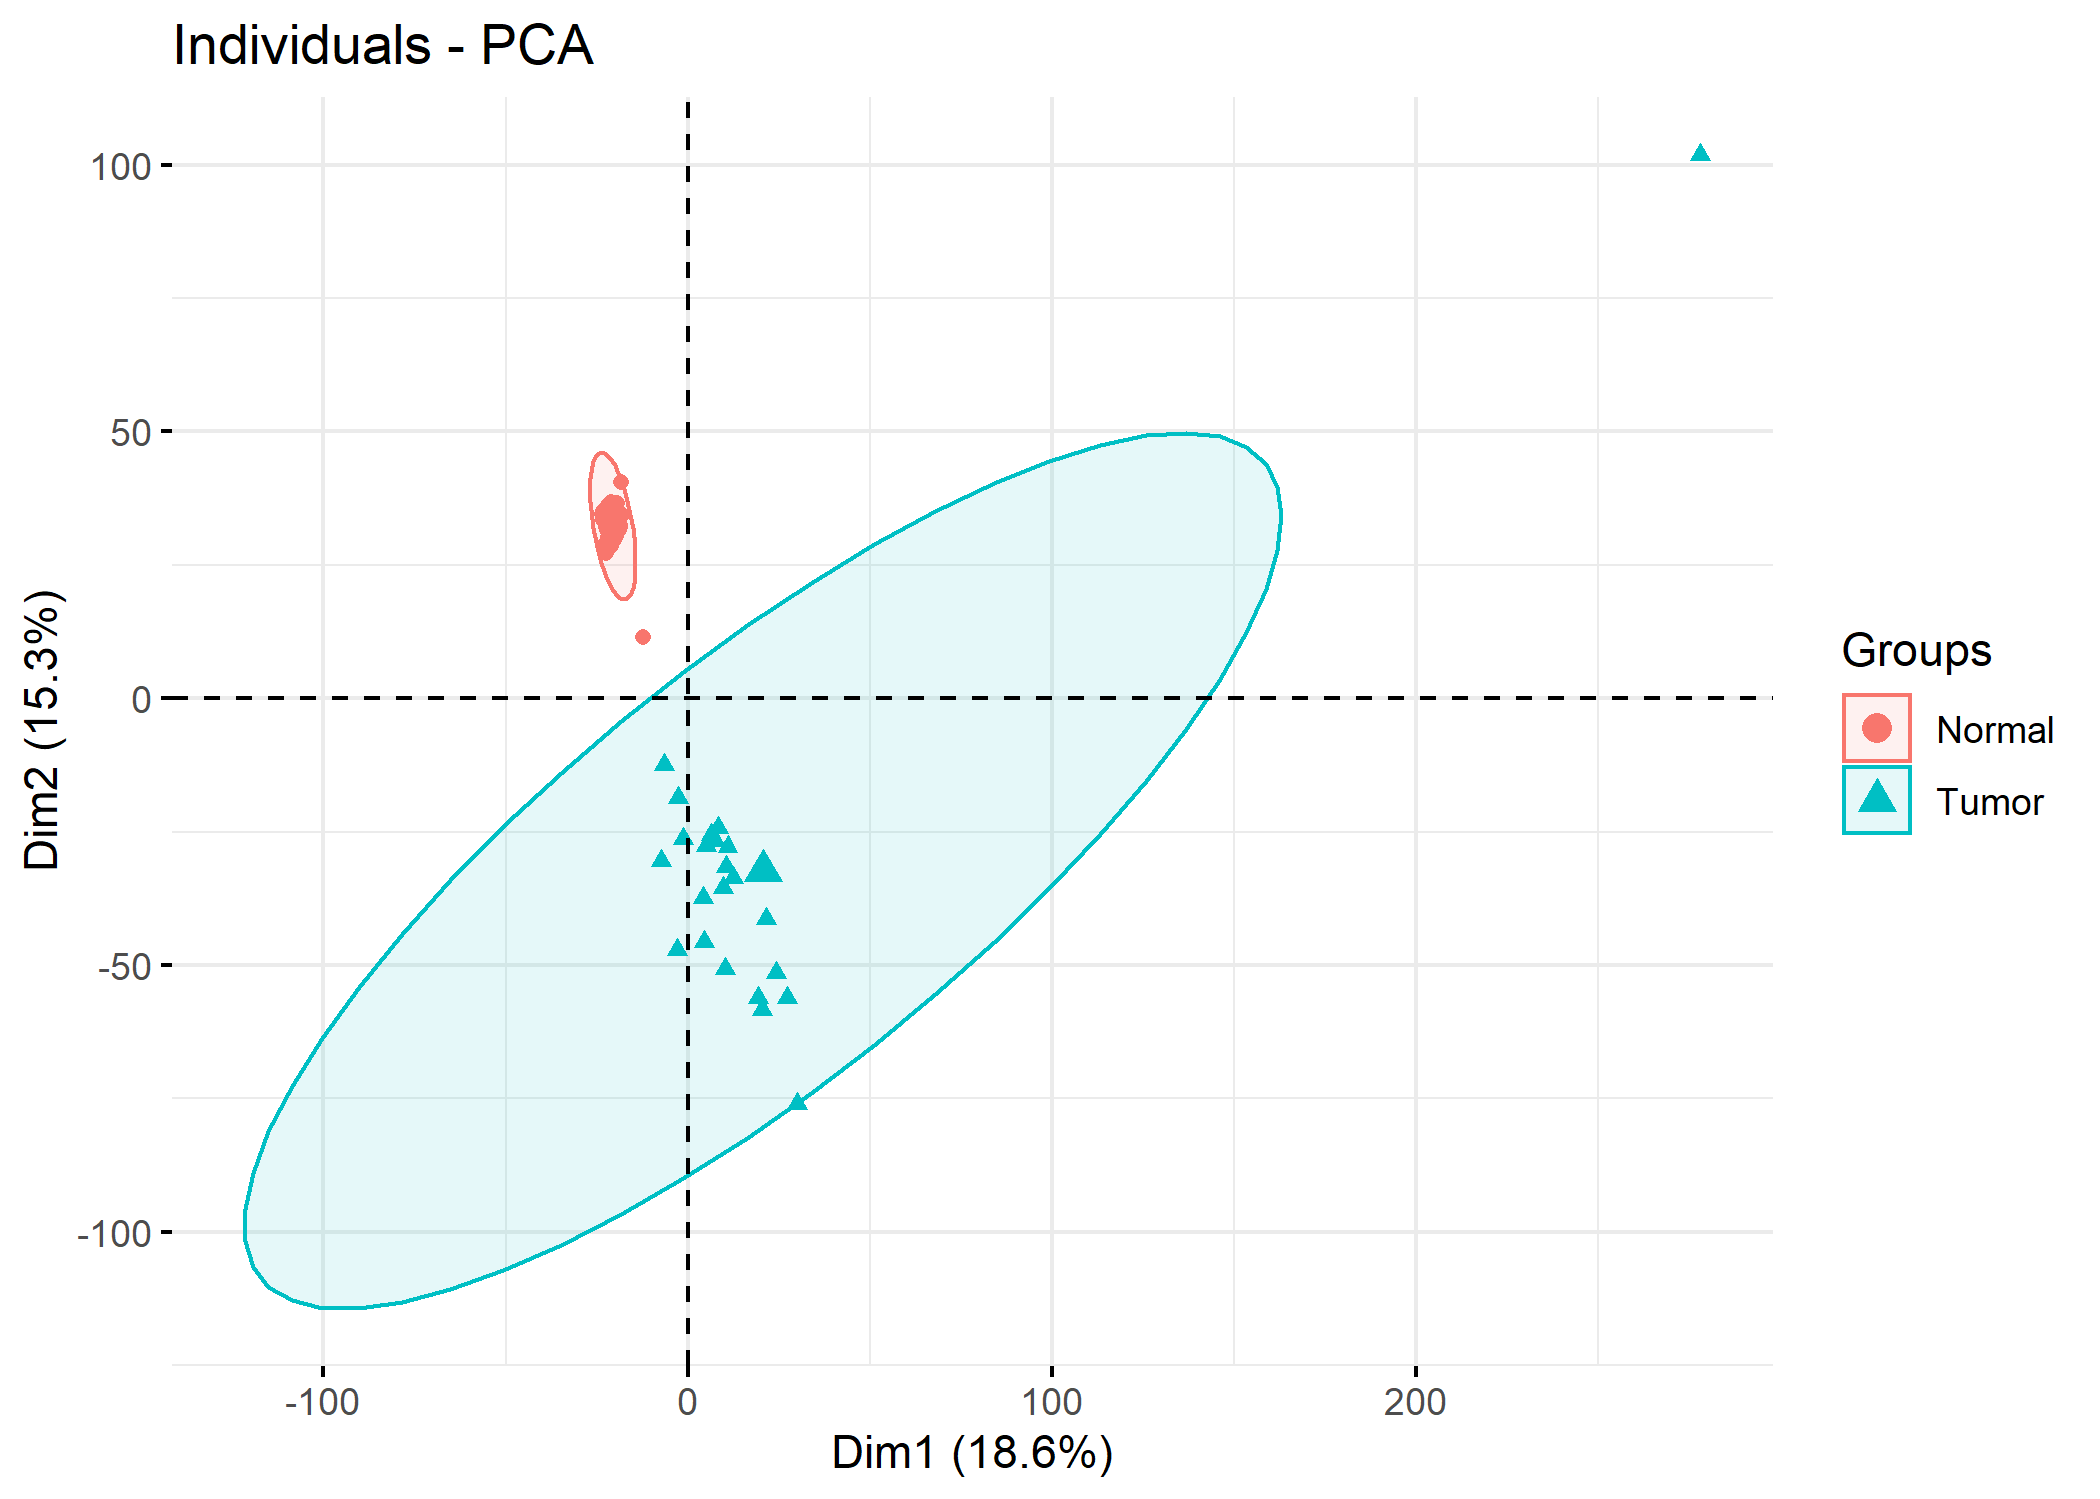 Individuals - PCA
100
50
0
-50
-100
Dim2 (15.3%)
-100
0
100
200
Dim1 (18.6%)
Groups
Normal
Tumor